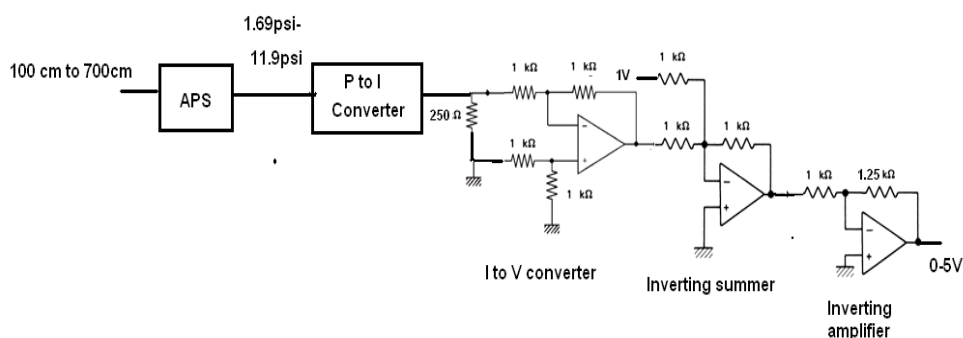 1.69psi-
11.9psi
100 cm to 700cm
APS
P to I
Converter
250 Ω
1 kΩ
1 kΩ
1 kΩ
1 kΩ
−
+
I to V converter
1V
1 kΩ
1 kΩ
1 kΩ
−
+
Inverting summer
1 kΩ
1.25 kΩ
−
+
0-5V
Inverting
amplifier